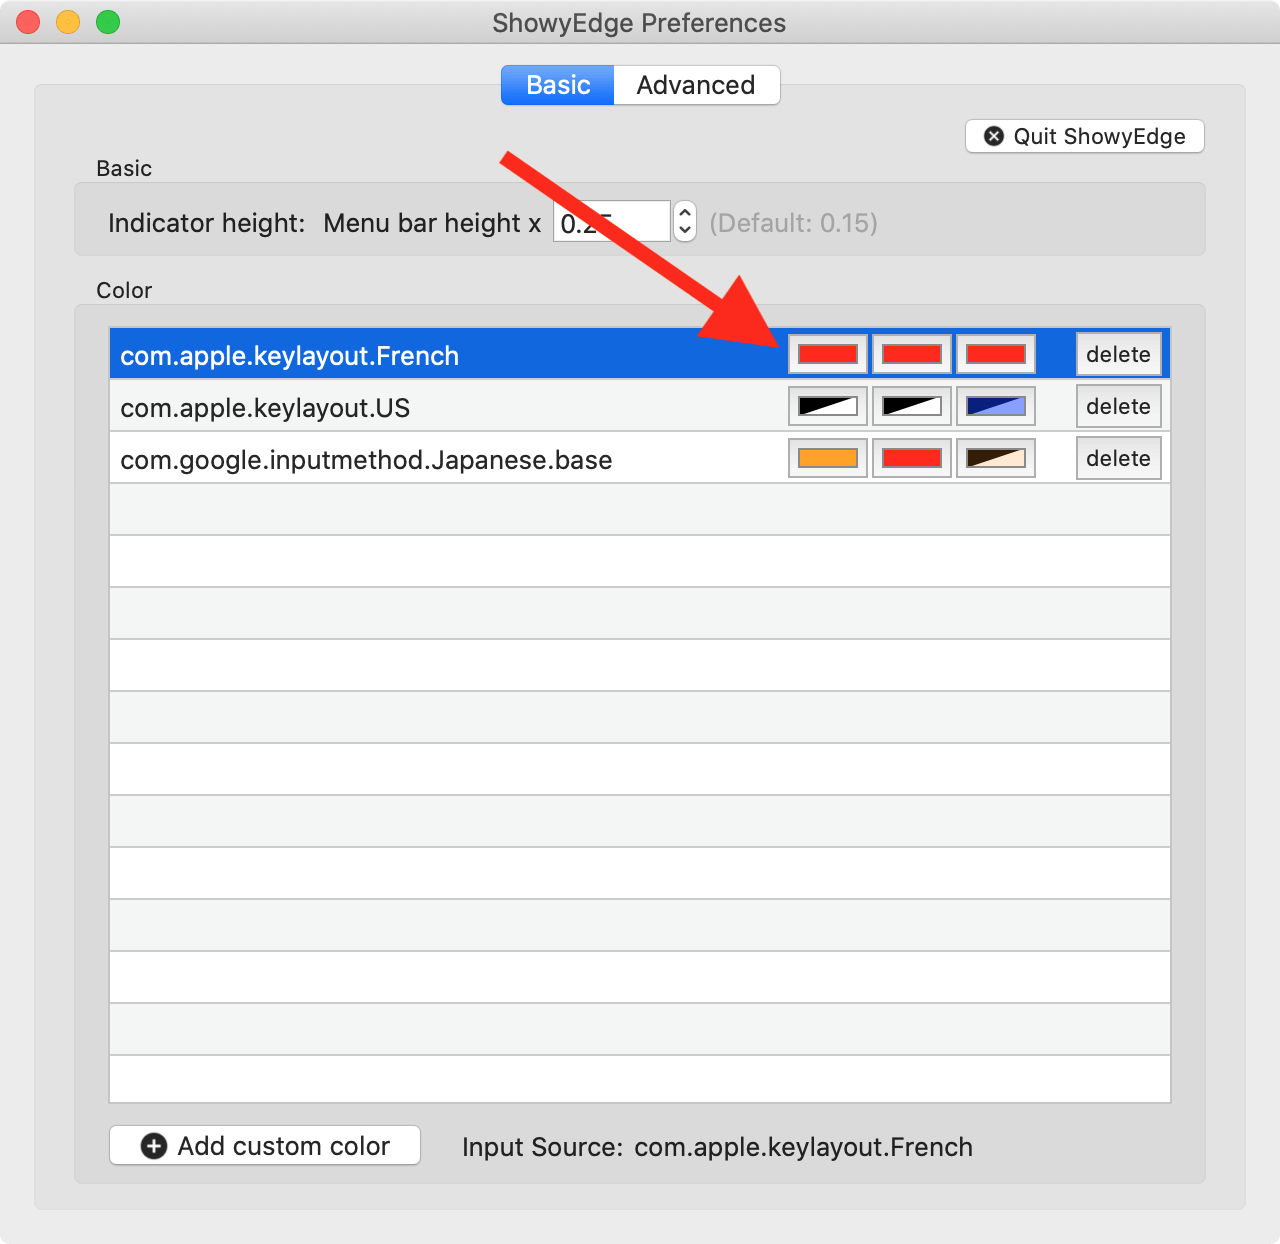 ShowyEdge Preferences
Basic Advanced
Quit ShowyEdge
Basic
Indicator height: Menu bar height x 0.25 (Default: 0.15)
Color
com.apple.keylayout.French delete
com.apple.keylayout.US delete
com.google.inputmethod.Japanese.base delete
Add custom color Input Source: com.apple.keylayout.French